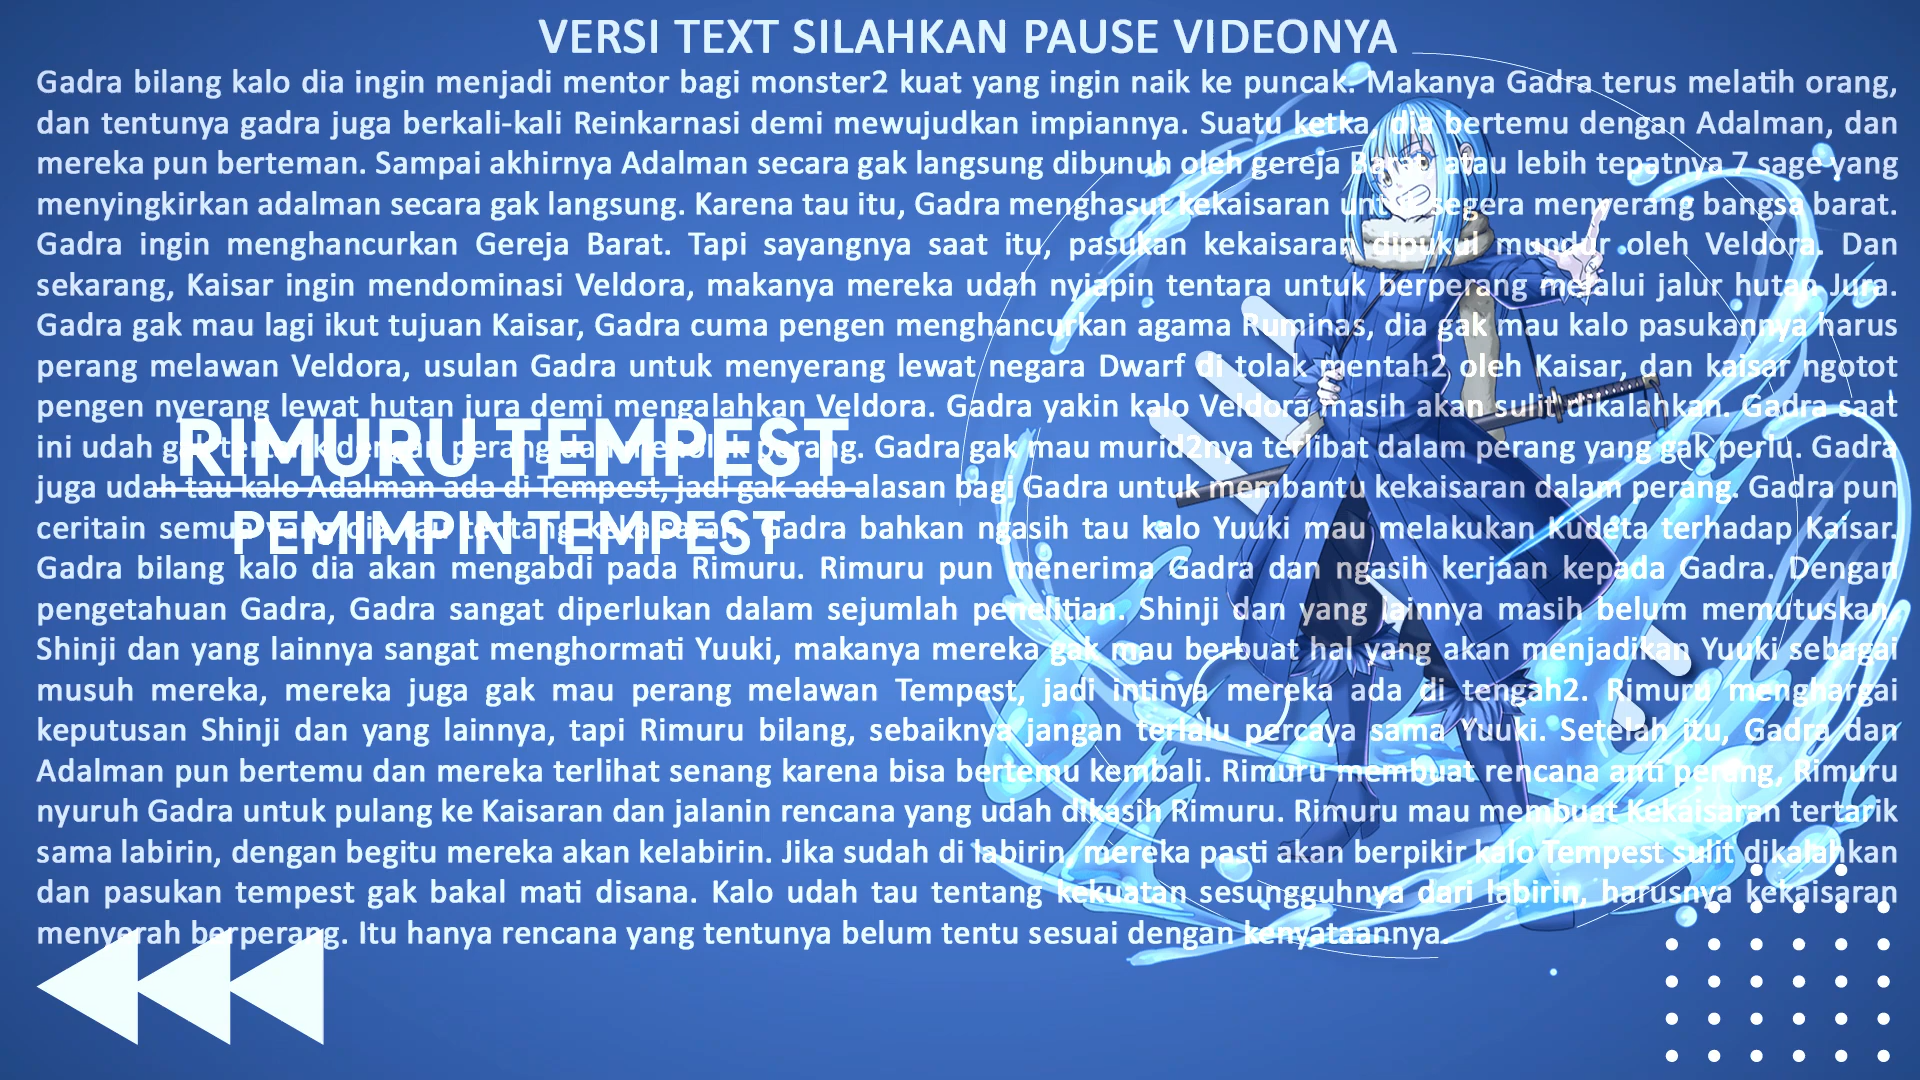 VERSI TEXT SILAHKAN PAUSE VIDEONYA
Gadra bilang kalo dia ingin menjadi mentor bagi monster2 kuat yang ingin naik ke puncak. Makanya Gadra terus melatih orang,
dan tentunya gadra juga berkali-kali Reinkarnasi demi mewujudkan impiannya. Suatu ketka, dia bertemu dengan Adalman, dan
mereka pun berteman. Sampai akhirnya Adalman secara gak langsung dibunuh oleh gereja Barat, atau lebih tepatnya 7 sage yang
menyingkirkan adalman secara gak langsung. Karena tau itu, Gadra menghasut kekaisaran untuk segera menyerang bangsa barat.
Gadra ingin menghancurkan Gereja Barat. Tapi sayangnya saat itu, pasukan kekaisaran dipukul mundur oleh Veldora. Dan
sekarang, Kaisar ingin mendominasi Veldora, makanya mereka udah nyiapin tentara untuk berperang melalui jalur hutan Jura.
Gadra gak mau lagi ikut tujuan Kaisar, Gadra cuma pengen menghancurkan agama Ruminas, dia gak mau kalo pasukannya harus
perang melawan Veldora, usulan Gadra untuk menyerang lewat negara Dwarf di tolak mentah2 oleh Kaisar, dan kaisar ngotot
pengen nyerang lewat hutan jura demi mengalahkan Veldora. Gadra yakin kalo Veldora masih akan sulit dikalahkan. Gadra saat
ini udah gak tertarik dengan perang dan menolak perang. Gadra gak mau murid2nya terlibat dalam perang yang gak perlu. Gadra
juga udah tau kalo Adalman ada di Tempest, jadi gak ada alasan bagi Gadra untuk membantu kekaisaran dalam perang. Gadra pun
ceritain semua yang dia tau tentang kekaisaran. Gadra bahkan ngasih tau kalo Yuuki mau melakukan Kudeta terhadap Kaisar.
Gadra bilang kalo dia akan mengabdi pada Rimuru. Rimuru pun menerima Gadra dan ngasih kerjaan kepada Gadra. Dengan
pengetahuan Gadra, Gadra sangat diperlukan dalam sejumlah penelitian. Shinji dan yang lainnya masih belum memutuskan.
Shinji dan yang lainnya sangat menghormati Yuuki, makanya mereka gak mau berbuat hal yang akan menjadikan Yuuki sebagai
musuh mereka, mereka juga gak mau perang melawan Tempest, jadi intinya mereka ada di tengah2. Rimuru menghargai
keputusan Shinji dan yang lainnya, tapi Rimuru bilang, sebaiknya jangan terlalu percaya sama Yuuki. Setelah itu, Gadra dan
Adalman pun bertemu dan mereka terlihat senang karena bisa bertemu kembali. Rimuru membuat rencana anti perang, Rimuru
nyuruh Gadra untuk pulang ke Kaisaran dan jalanin rencana yang udah dikasih Rimuru. Rimuru mau membuat Kekaisaran tertarik
sama labirin, dengan begitu mereka akan kelabirin. Jika sudah di labirin, mereka pasti akan berpikir kalo Tempest sulit dikalahkan
dan pasukan tempest gak bakal mati disana. Kalo udah tau tentang kekuatan sesungguhnya dari labirin, harusnya kekaisaran
menyerah berperang. Itu hanya rencana yang tentunya belum tentu sesuai dengan kenyataannya.
RIMURU TEMPEST
PEMIMPIN TEMPEST